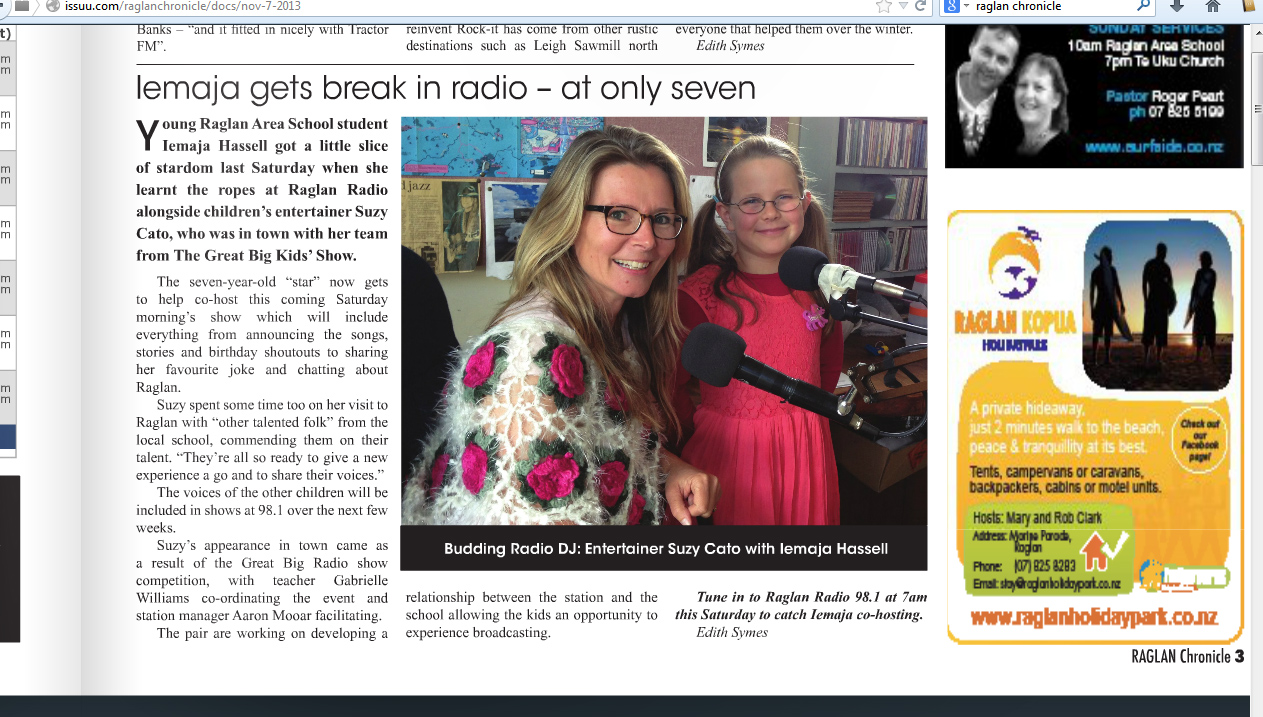 issuu.com/raglanchronicle/docs/nov-7-2013
raglan chronicle
Banks – “and it fitted in nicely with Tractor
FM”.
reinvent Rock-it has come from other rustic
destinations such as Leigh Sawmill north
everyone that helped them over the winter.
Edith Symes
Iemaja gets break in radio – at only seven
Young Raglan Area School student
Iemaja Hassell got a little slice
of stardom last Saturday when she
learnt the ropes at Raglan Radio
alongside children’s entertainer Suzy
Cato, who was in town with her team
from The Great Big Kids’ Show.
The seven-year-old “star” now gets
to help co-host this coming Saturday
morning’s show which will include
everything from announcing the songs,
stories and birthday shoutouts to sharing
her favourite joke and chatting about
Raglan.
Suzy spent some time too on her visit to
Raglan with “other talented folk” from the
local school, commending them on their
talent. “They’re all so ready to give a new
experience a go and to share their voices.”
The voices of the other children will be
included in shows at 98.1 over the next few
weeks.
Suzy’s appearance in town came as
a result of the Great Big Radio show
competition, with teacher Gabrielle
Williams co-ordinating the event and
station manager Aaron Mooar facilitating.
The pair are working on developing a
jazz
Budding Radio DJ: Entertainer Suzy Cato with Iemaja Hassell
relationship between the station and the
school allowing the kids an opportunity to
experience broadcasting.
Tune in to Raglan Radio 98.1 at 7am
this Saturday to catch Iemaja co-hosting.
Edith Symes
SUNDAY SERVICES
10am Raglan Area School
7pm Te Uku Church
Pastor Roger Peart
ph 07 825 5199
www.surfside.co.nz
RAGLAN KOPUA
HOLIDAY PARK
A private hideaway,
just 2 minutes walk to the beach,
peace & tranquillity at its best.
Check out
our
Facebook
page!
Tents, campervans or caravans,
backpackers, cabins or motel units.
Hosts: Mary and Rob Clark
Address: Marine Parade,
Raglan
Phone: (07) 825 8283
Email: stay@raglanholidaypark.co.nz
www.raglanholidaypark.co.nz
RAGLAN Chronicle 3